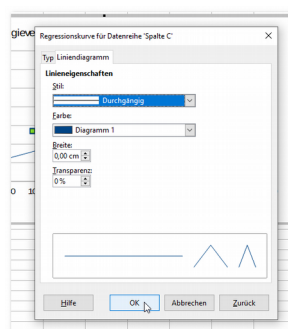 gieve
Regressionskurve für Datenreihe 'Spalte C'
Typ Liniendiagramm
Linieneigenschaften
Stil:
Durchgängig
Farbe:
Diagramm 1
Breite:
0,00 cm
Transparenz:
0 %
0 10
Hilfe OK Abbrechen Zurück